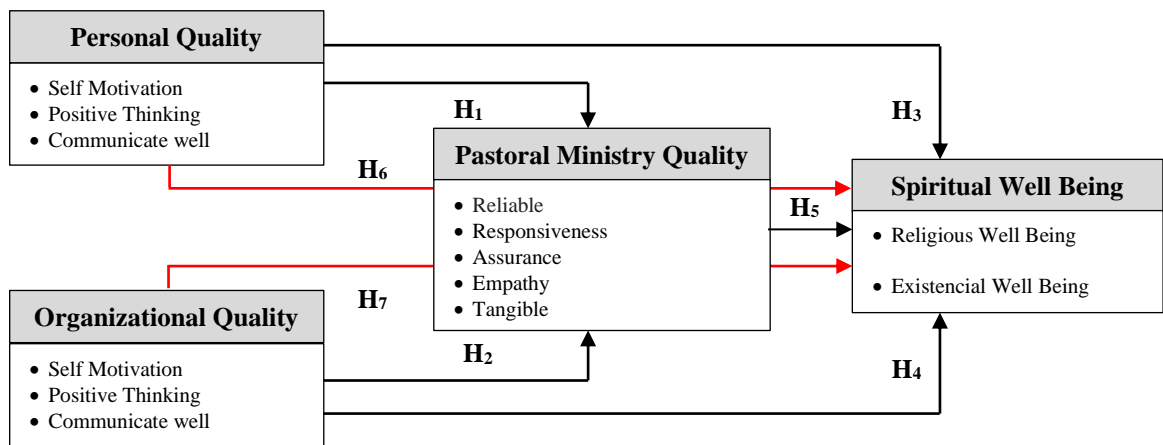 Personal Quality
• Self Motivation
• Positive Thinking
• Communicate well
H1
H3
Pastoral Ministry Quality
• Reliable
• Responsiveness
• Assurance
• Empathy
• Tangible
H6
H5
Spiritual Well Being
• Religious Well Being
• Existencial Well Being
H7
Organizational Quality
• Self Motivation
• Positive Thinking
• Communicate well
H2
H4